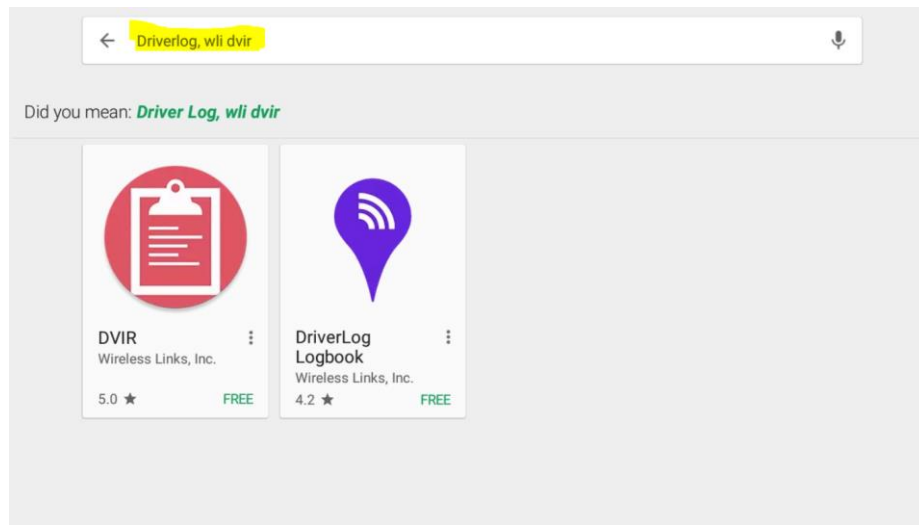 Driverlog, wli dvir
Did you mean: Driver Log, wli dvir
DVIR
Wireless Links, Inc.
5.0 ★ FREE
DriverLog
Logbook
Wireless Links, Inc.
4.2 ★ FREE